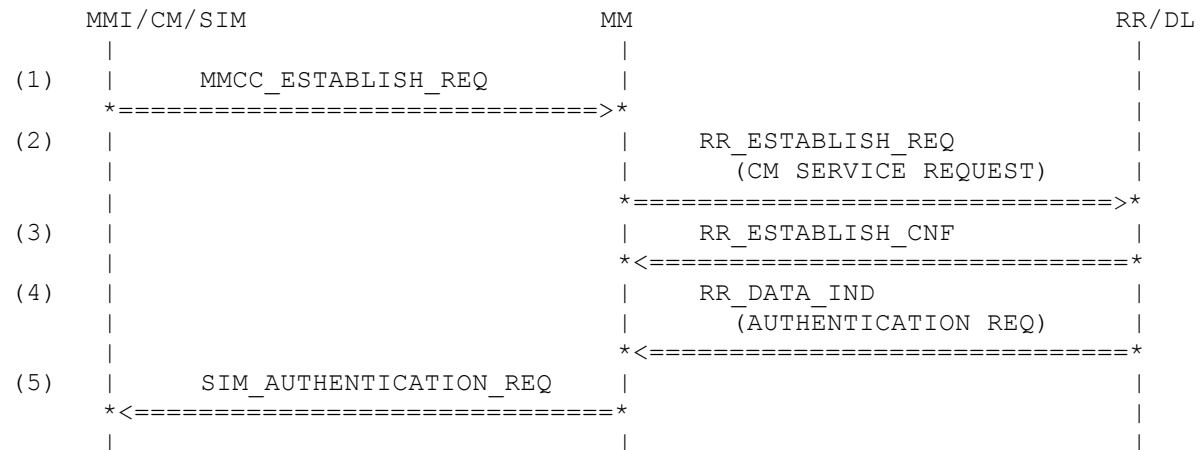 MMI/CM/SIM MM RR/DL
| | |
(1) | MMCC_ESTABLISH_REQ | |
*==============================>* |
(2) | | RR_ESTABLISH_REQ |
| | (CM SERVICE REQUEST) |
| *==============================>*
(3) | | RR_ESTABLISH_CNF |
| *<==============================*
(4) | | RR_DATA_IND |
| | (AUTHENTICATION REQ) |
| *<==============================*
(5) | SIM_AUTHENTICATION_REQ | |
*<==============================* |
| | |